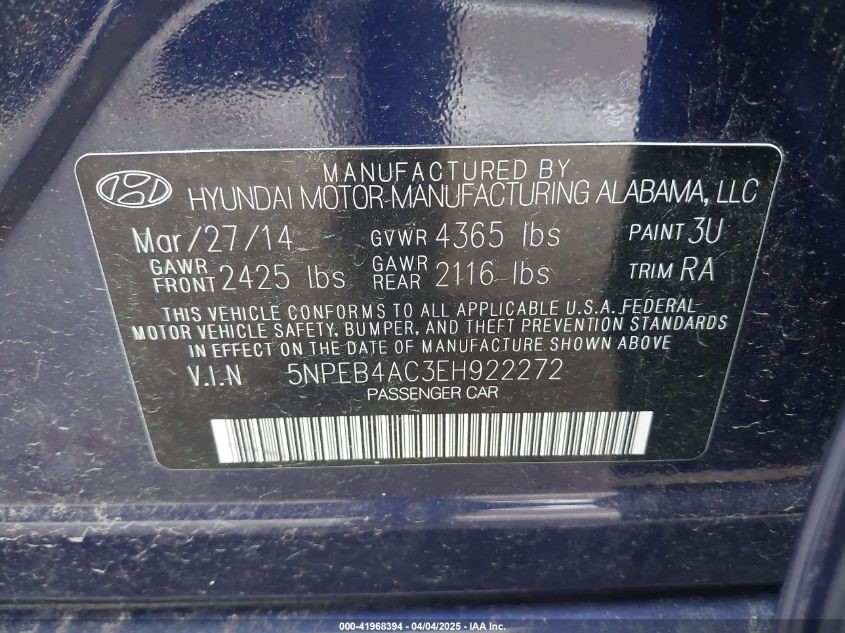 MANUFACTURED BY
HYUNDAI MOTOR MANUFACTURING ALABAMA, LLC
Mar/27/14 GVWR 4365 lbs PAINT 3U
GAWR FRONT 2425 lbs GAWR REAR 2116 lbs TRIM RA
THIS VEHICLE CONFORMS TO ALL APPLICABLE U.S.A. FEDERAL
MOTOR VEHICLE SAFETY, BUMPER, AND THEFT PREVENTION STANDARDS
IN EFFECT ON THE DATE OF MANUFACTURE SHOWN ABOVE
V.I.N 5NPEB4AC3EH922272
PASSENGER CAR
000-41968394 - 04/04/2025 - IAA Inc.